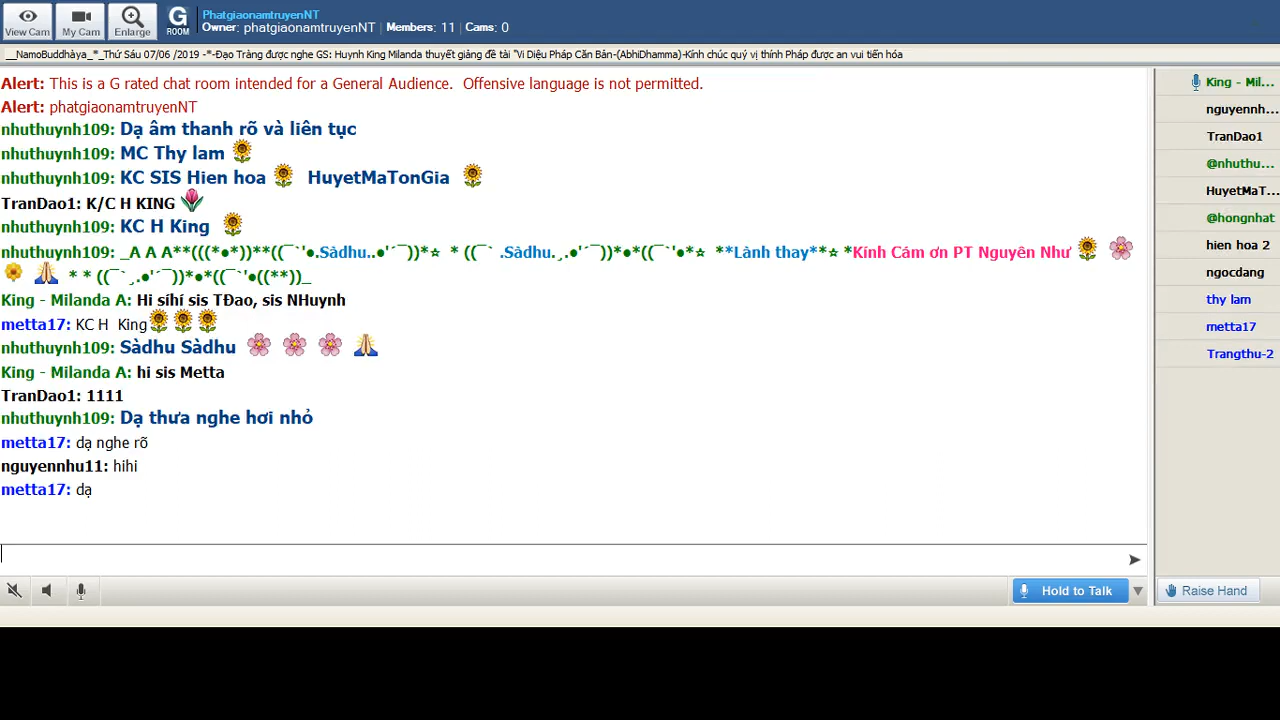 View Cam
My Cam
Enlarge
G
ROOM
PhatgiaonamtruyenNT
Owner: phatgiaonamtruyenNT | Members: 11 | Cams: 0
__NamoBuddhàya_*_Thứ Sáu 07/06 /2019 -*-Đạo Tràng được nghe GS: Huynh King Milanda thuyết giảng đề tài "Vi Diệu Pháp Căn Bản-(AbhiDhamma)-Kính chúc quý vị thính Pháp được an vui tiến hóa
Alert: This is a G rated chat room intended for a General Audience.  Offensive language is not permitted.
Alert: phatgiaonamtruyenNT
nhuthuynh109: Dạ âm thanh rõ và liên tục
nhuthuynh109: MC Thy lam 🌻
nhuthuynh109: KC SIS Hien hoa 🌻 HuyetMaTonGia 🌻
TranDao1: K/C H KING 🌷
nhuthuynh109: KC H King 🌻
nhuthuynh109: _A A A**(((*●*))**((¯`'●.Sàdhu..●'´¯))*☆ * ((¯` .Sàdhu.¸.●'´¯))*●*((¯`'●*☆ **Lành thay**☆ *Kính Cám ơn PT Nguyên Như 🌻 🌸
🌼 🙏 * * ((¯`¸.●'´¯))*●*((¯`'●((**))_
King - Milanda A: Hi síhí sis TĐao, sis NHuynh
metta17: KC H  King🌻🌻🌻
nhuthuynh109: Sàdhu Sàdhu 🌸 🌸 🌸 🙏
King - Milanda A: hi sis Metta
TranDao1: 1111
nhuthuynh109: Dạ thưa nghe hơi nhỏ
metta17: dạ nghe rõ
nguyennhu11: hihi
metta17: dạ
Hold to Talk
King - Mil...
nguyennh...
TranDao1
@nhuthu...
HuyetMaT...
@hongnhat
hien hoa 2
ngocdang
thy lam
metta17
Trangthu-2
Raise Hand